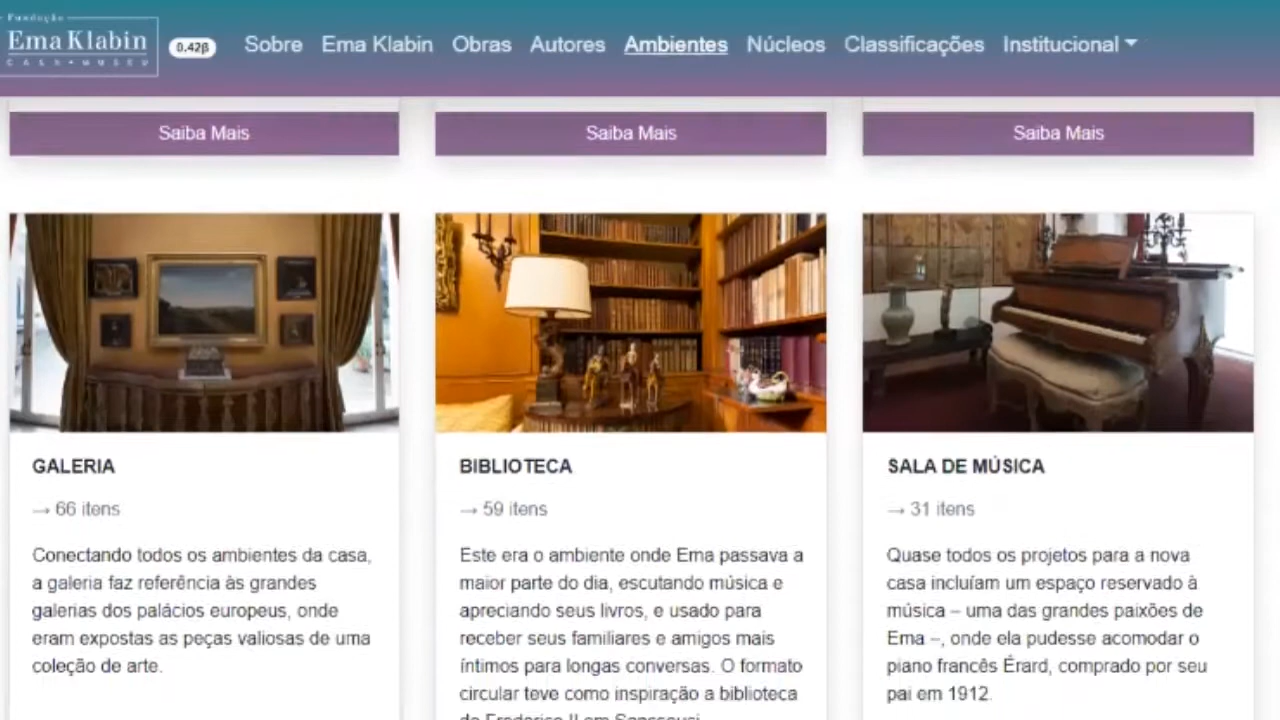 Fundação
Ema Klabin
CASA • MUSEU
0.42β
Sobre Ema Klabin Obras Autores Ambientes Núcleos Classificações Institucional
Saiba Mais Saiba Mais Saiba Mais
GALERIA
→ 66 itens
Conectando todos os ambientes da casa,
a galeria faz referência às grandes
galerias dos palácios europeus, onde
eram expostas as peças valiosas de uma
coleção de arte.
BIBLIOTECA
→ 59 itens
Este era o ambiente onde Ema passava a
maior parte do dia, escutando música e
apreciando seus livros, e usado para
receber seus familiares e amigos mais
íntimos para longas conversas. O formato
circular teve como inspiração a biblioteca
de Frederico II em Sanssouci
SALA DE MÚSICA
→ 31 itens
Quase todos os projetos para a nova
casa incluíam um espaço reservado à
música – uma das grandes paixões de
Ema –, onde ela pudesse acomodar o
piano francês Érard, comprado por seu
pai em 1912.